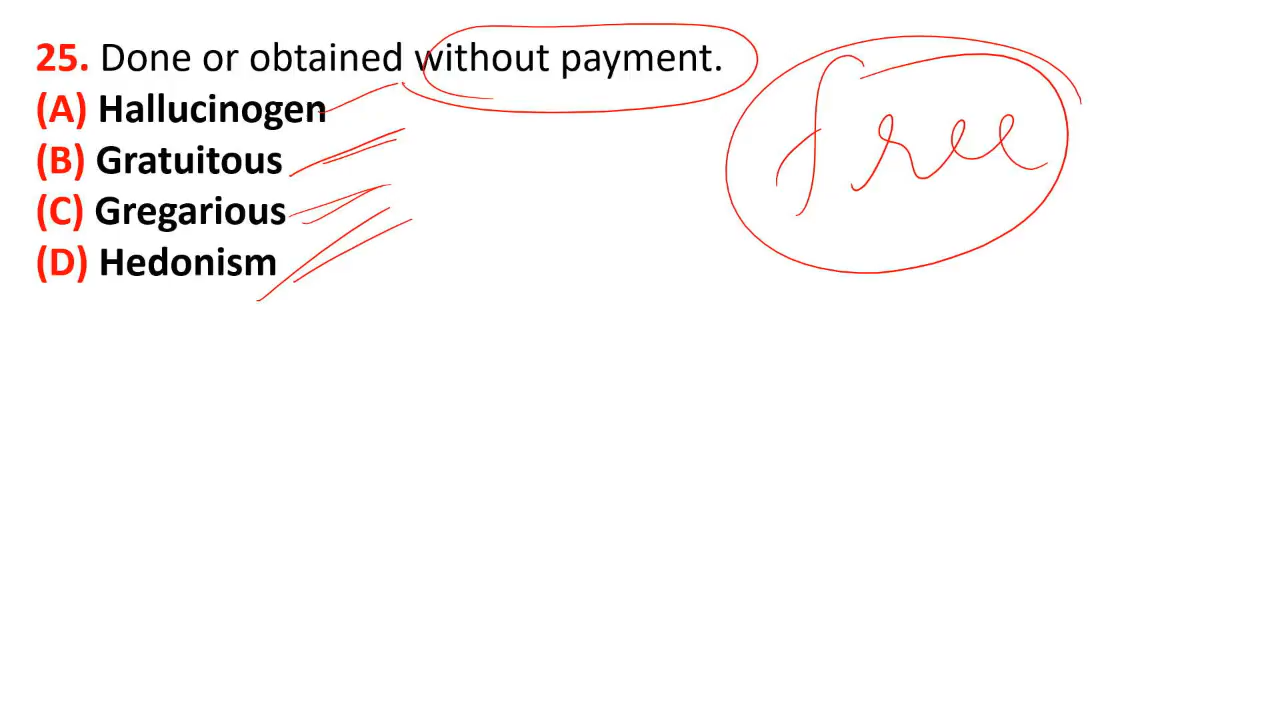 25. Done or obtained without payment.
(A) Hallucinogen
(B) Gratuitous
(C) Gregarious
(D) Hedonism
free